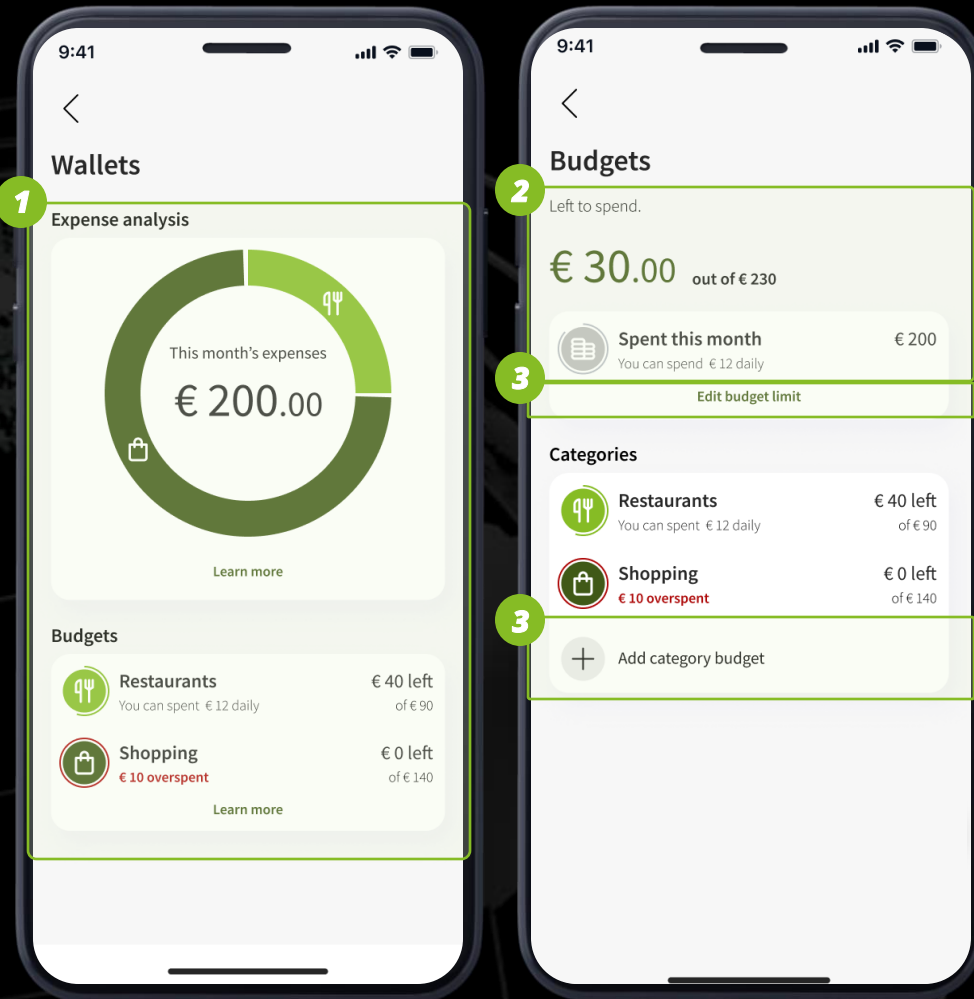 9:41
Wallets
1
Expense analysis
This month's expenses
€ 200.00
Learn more
Budgets
Restaurants
€ 40 left
You can spent € 12 daily
of € 90
Shopping
€ 0 left
€ 10 overspent
of € 140
Learn more
9:41
Budgets
2
Left to spend.
€ 30.00 out of € 230
Spent this month
€ 200
You can spend € 12 daily
3
Edit budget limit
Categories
Restaurants
€ 40 left
You can spent € 12 daily
of € 90
Shopping
€ 0 left
€ 10 overspent
of € 140
3
Add category budget